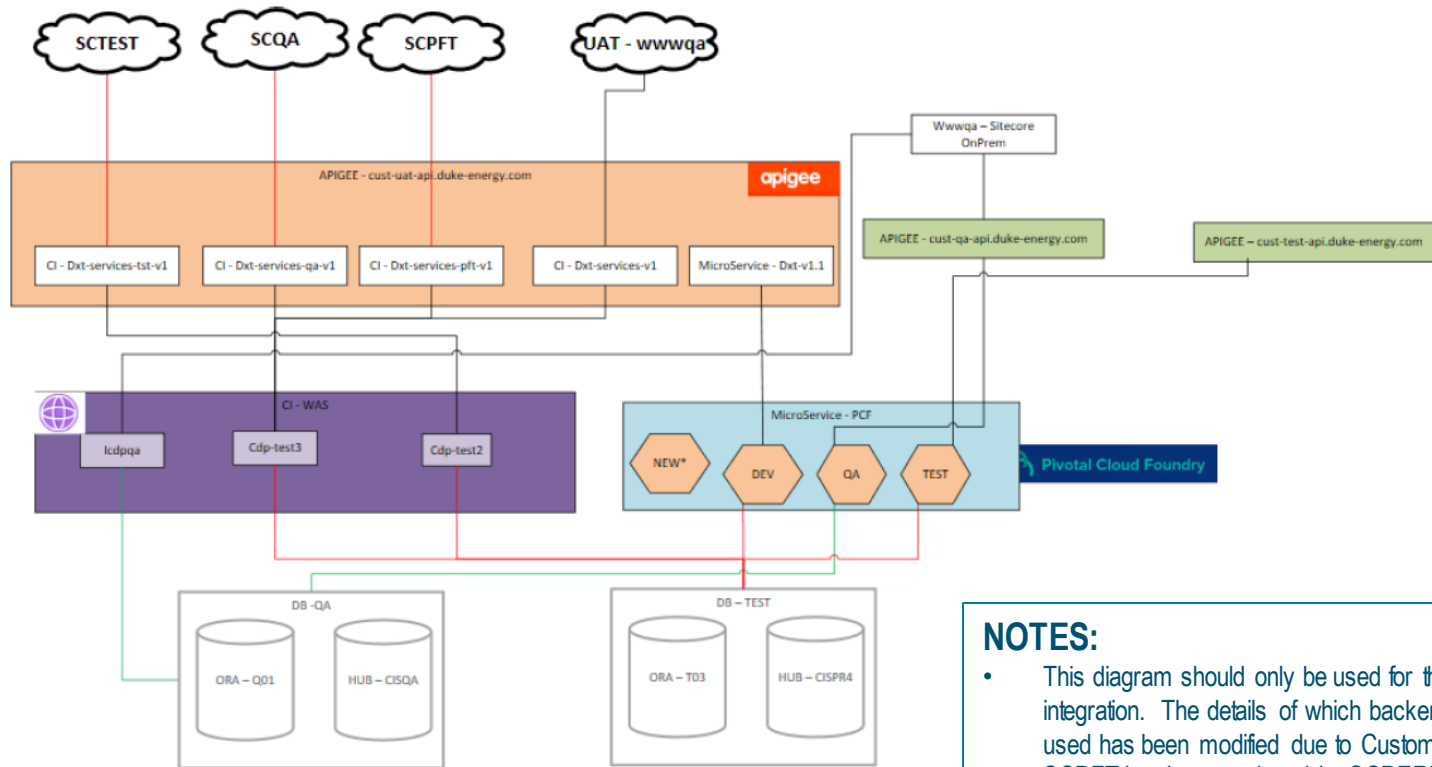 SCTEST
SCQA
SCPFT
UAT - wwwqa
Wwwqa – Sitecore
OnPrem
APIGEE - cust-uat-api.duke-energy.com
apigee
APIGEE - cust-qa-api.duke-energy.com
APIGEE – cust-test-api.duke-energy.com
CI - Dxt-services-tst-v1
CI - Dxt-services-qa-v1
CI - Dxt-services-pft-v1
CI - Dxt-services-v1
MicroService - Dxt-v1.1
CI - WAS
MicroService - PCF
Icdpqa
Cdp-test3
Cdp-test2
NEW*
DEV
QA
TEST
Pivotal Cloud Foundry
DB -QA
DB – TEST
ORA – Q01
HUB – CISQA
ORA – T03
HUB – CISPR4
NOTES:
• This diagram should only be used for
integration. The details of which
used has been modified due to